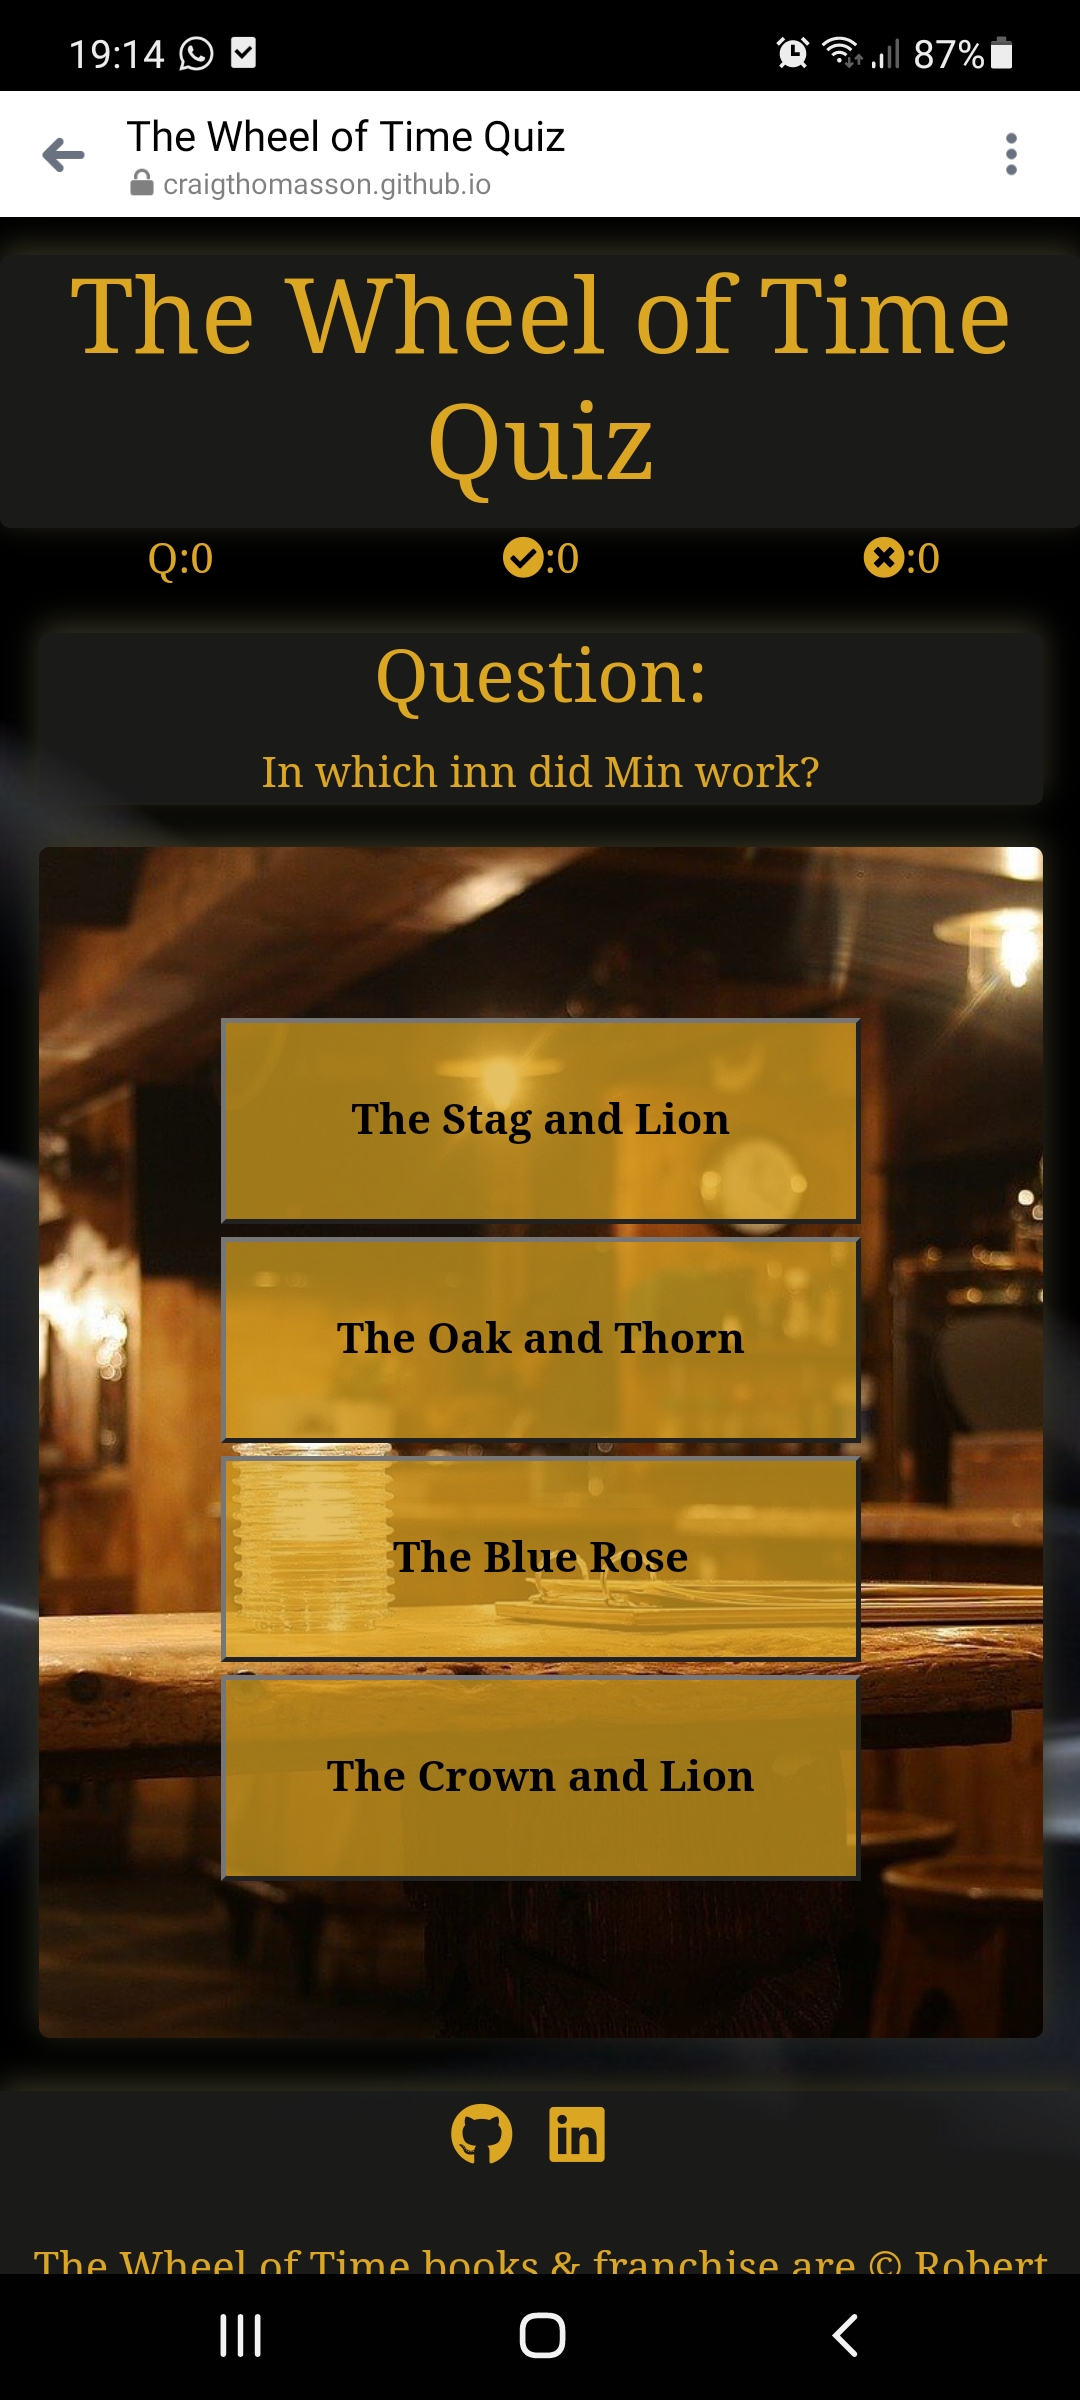 19:14
87%
The Wheel of Time Quiz
craigthomasson.github.io
The Wheel of Time
Quiz
Q:0
:0
:0
Question:
In which inn did Min work?
The Stag and Lion
The Oak and Thorn
The Blue Rose
The Crown and Lion
in
The Wheel of Time books & franchise are © Robert